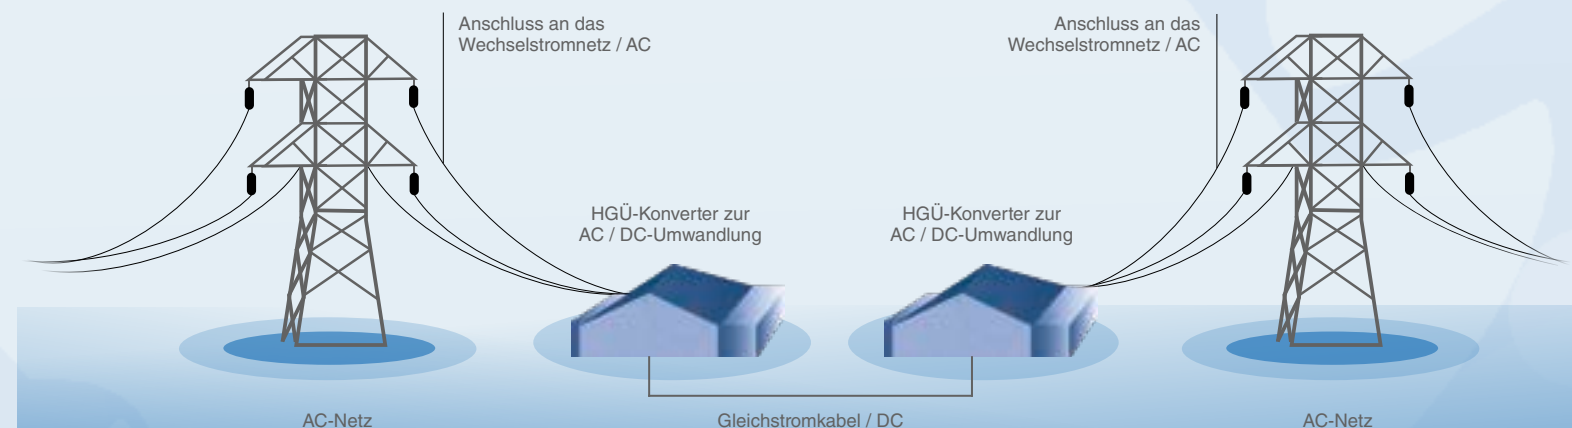 Anschluss an das
Wechselstromnetz / AC
Anschluss an das
Wechselstromnetz / AC
HGÜ-Konverter zur
AC / DC-Umwandlung
HGÜ-Konverter zur
AC / DC-Umwandlung
AC-Netz
Gleichstromkabel / DC
AC-Netz